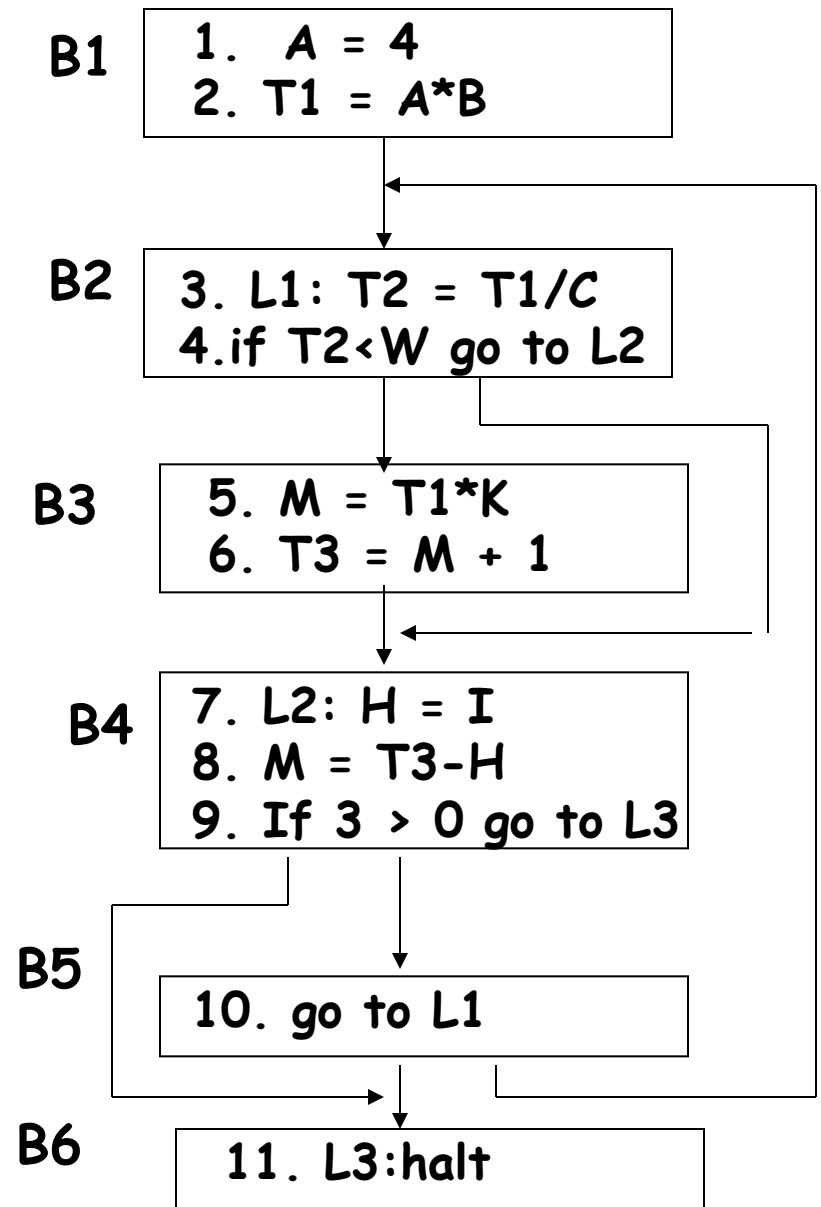 B1
1. A = 4
2. T1 = A*B
B2
3. L1: T2 = T1/C
4.if T2<W go to L2
B3
5. M = T1*K
6. T3 = M + 1
B4
7. L2: H = I
8. M = T3-H
9. If 3 > 0 go to L3
B5
10. go to L1
B6
11. L3:halt